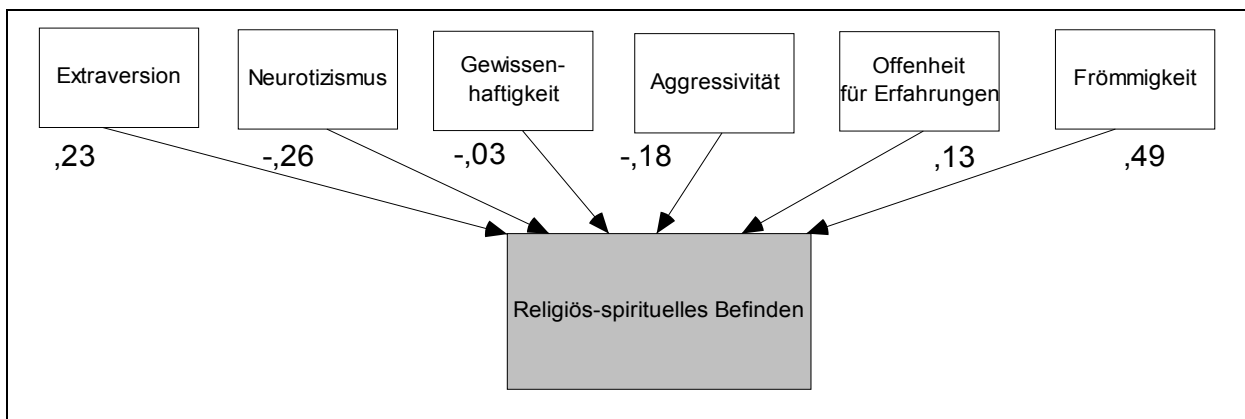 Extraversion
Neurotizismus
Gewissen-
haftigkeit
Aggressivität
Offenheit
für Erfahrungen
Frömmigkeit
,23
-,26
-,03
-,18
,13
,49
Religiös-spirituelles Befinden